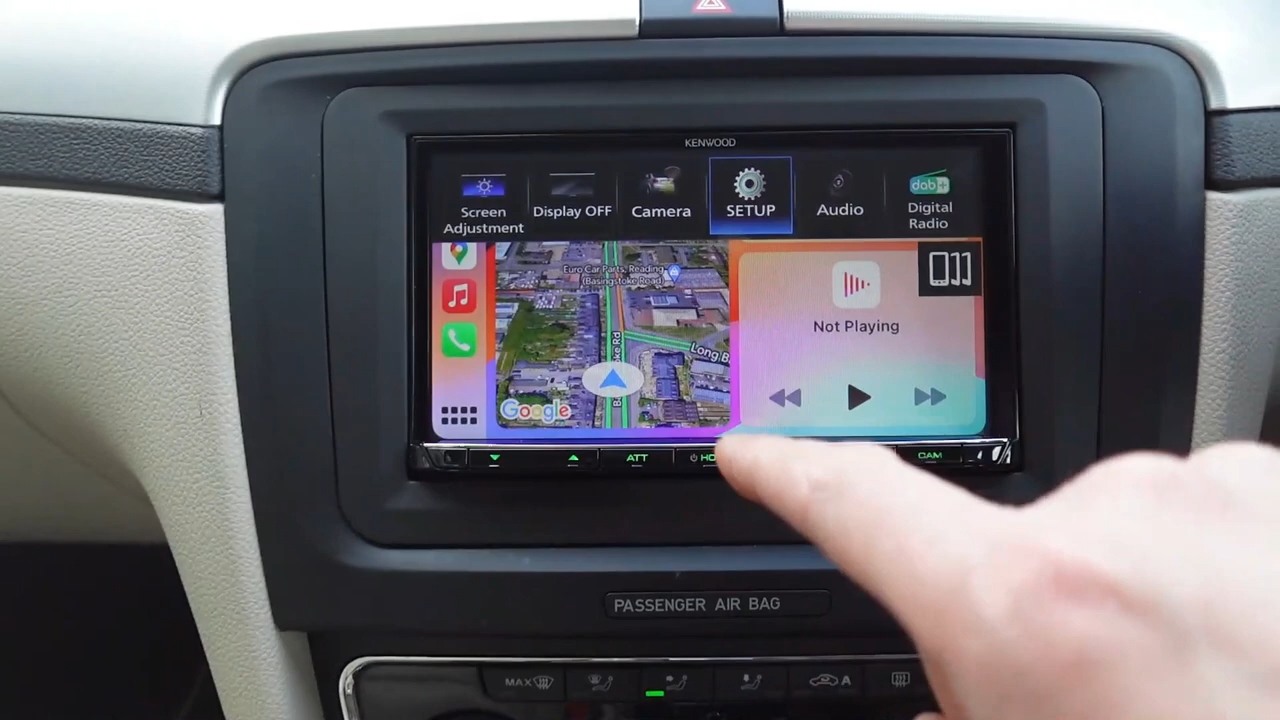 KENWOOD
Screen
Adjustment
Display OFF
Camera
SETUP
Audio
dab+
Digital
Radio
Euro Car Parts, Reading
(Basingstoke Road)
Long B
Not Playing
Google
ATT
CAM
PASSENGER AIR BAG
MAX
A